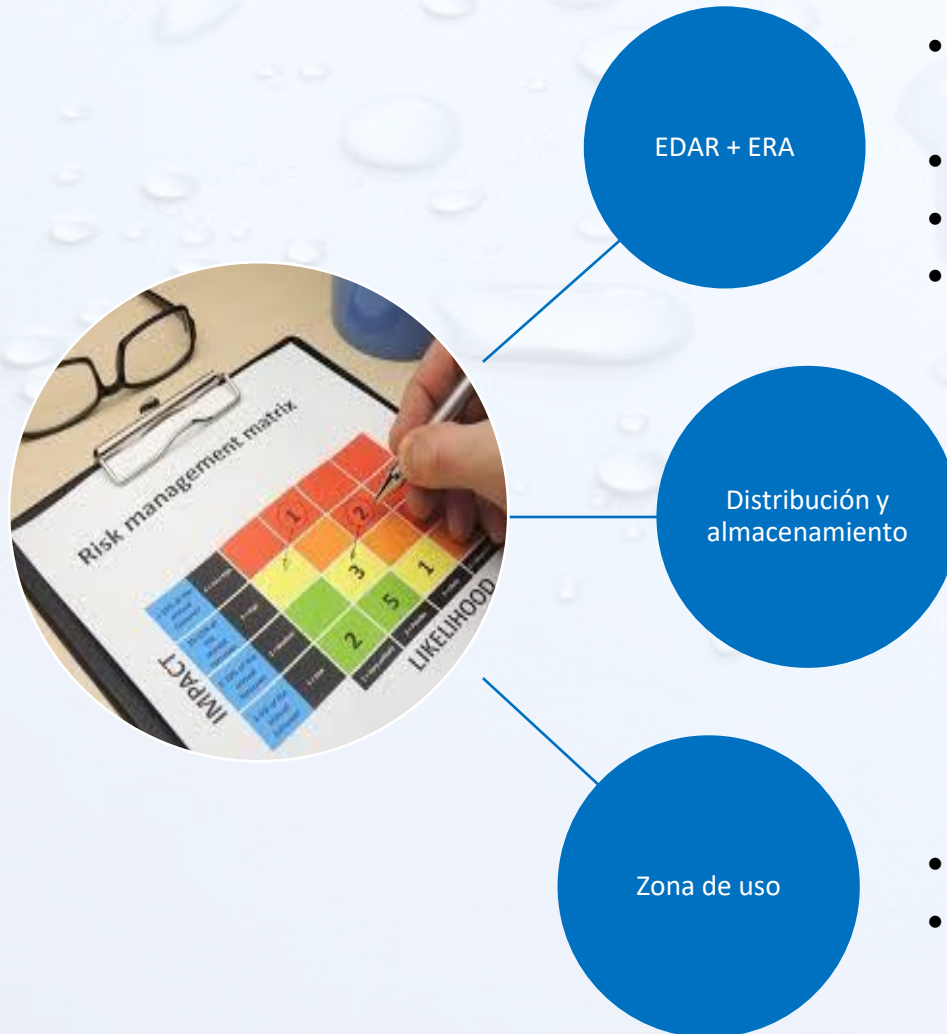 EDAR + ERA
Distribución y
almacenamiento
Zona de uso
Risk management matrix
1
2
3
1
5
2
IMPACT
LIKELIHOOD